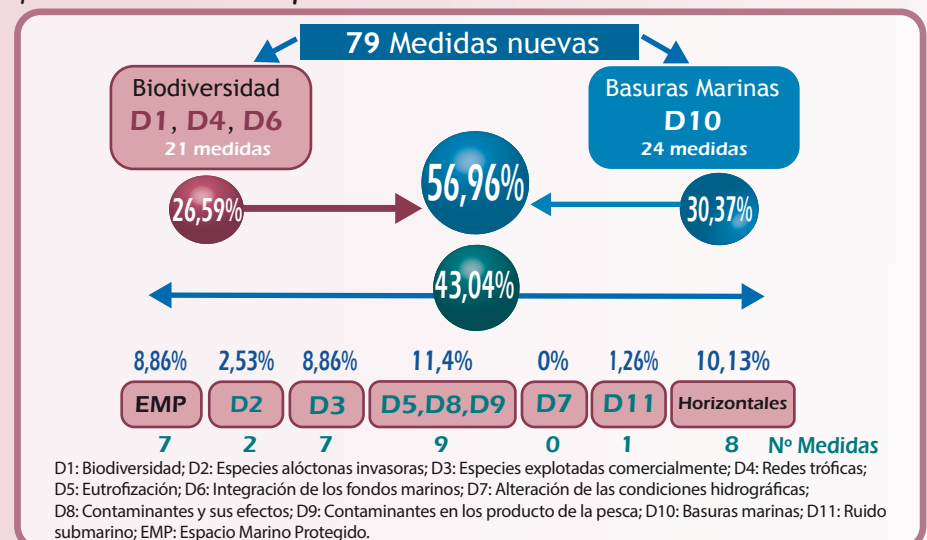 79 Medidas nuevas
Biodiversidad
D1, D4, D6
21 medidas
Basuras Marinas
D10
24 medidas
56,96%
26,59%
30,37%
43,04%
8,86% 2,53% 8,86% 11,4% 0% 1,26% 10,13%
EMP D2 D3 D5,D8,D9 D7 D11 Horizontales
7 2 7 9 0 1 8 Nº Medidas
D1: Biodiversidad; D2: Especies alóctonas invasoras; D3: Especies explotadas comercialmente; D4: Redes tróficas;
D5: Eutrofización; D6: Integración de los fondos marinos; D7: Alteración de las condiciones hidrográficas;
D8: Contaminantes y sus efectos; D9: Contaminantes en los producto de la pesca; D10: Basuras marinas; D11: Ruido
submarino; EMP: Espacio Marino Protegido.